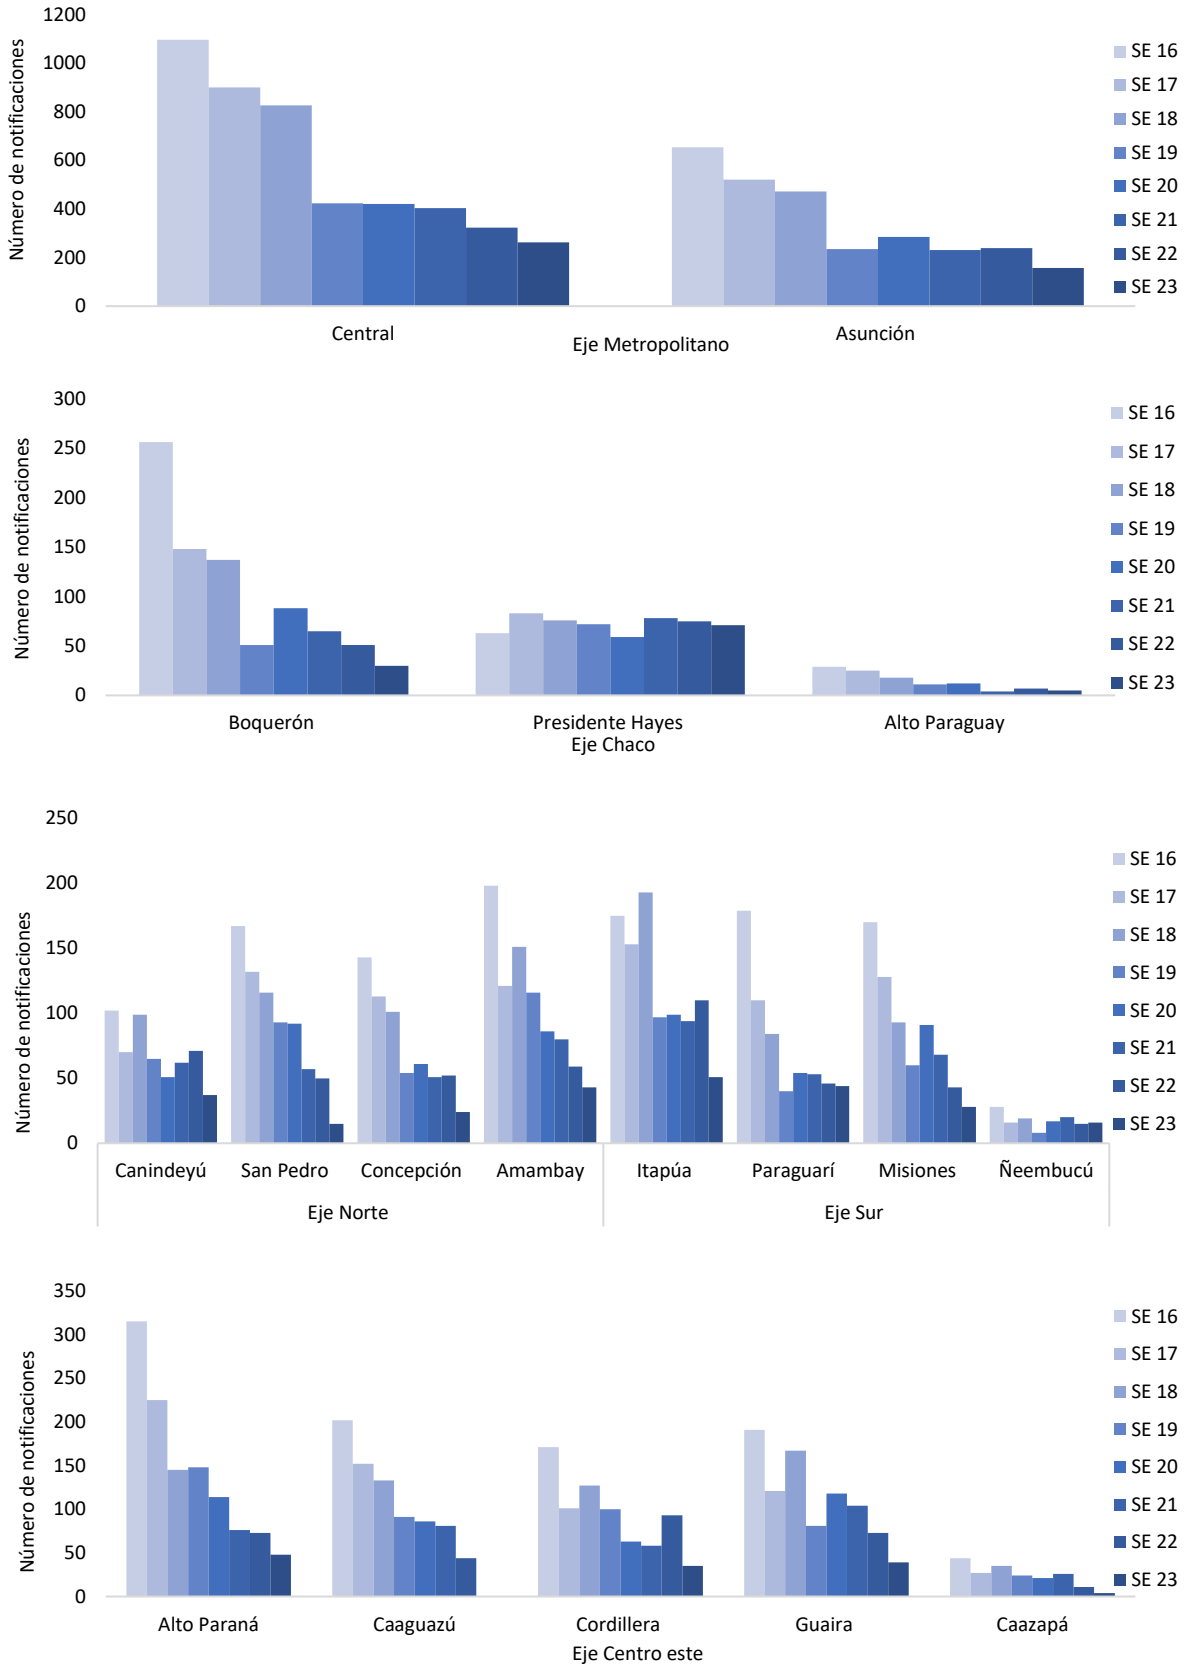 Número de notificaciones
1200
1000
800
600
400
200
0
Central
Asunción
Eje Metropolitano
SE 16
SE 17
SE 18
SE 19
SE 20
SE 21
SE 22
SE 23
Número de notificaciones
300
250
200
150
100
50
0
Boquerón
Presidente Hayes
Alto Paraguay
Eje Chaco
SE 16
SE 17
SE 18
SE 19
SE 20
SE 21
SE 22
SE 23
Número de notificaciones
250
200
150
100
50
0
Canindeyú
San Pedro
Concepción
Amambay
Itapúa
Paraguarí
Misiones
Ñeembucú
Eje Norte
Eje Sur
SE 16
SE 17
SE 18
SE 19
SE 20
SE 21
SE 22
SE 23
Número de notificaciones
350
300
250
200
150
100
50
0
Alto Paraná
Caaguazú
Cordillera
Guaira
Caazapá
Eje Centro este
SE 16
SE 17
SE 18
SE 19
SE 20
SE 21
SE 22
SE 23